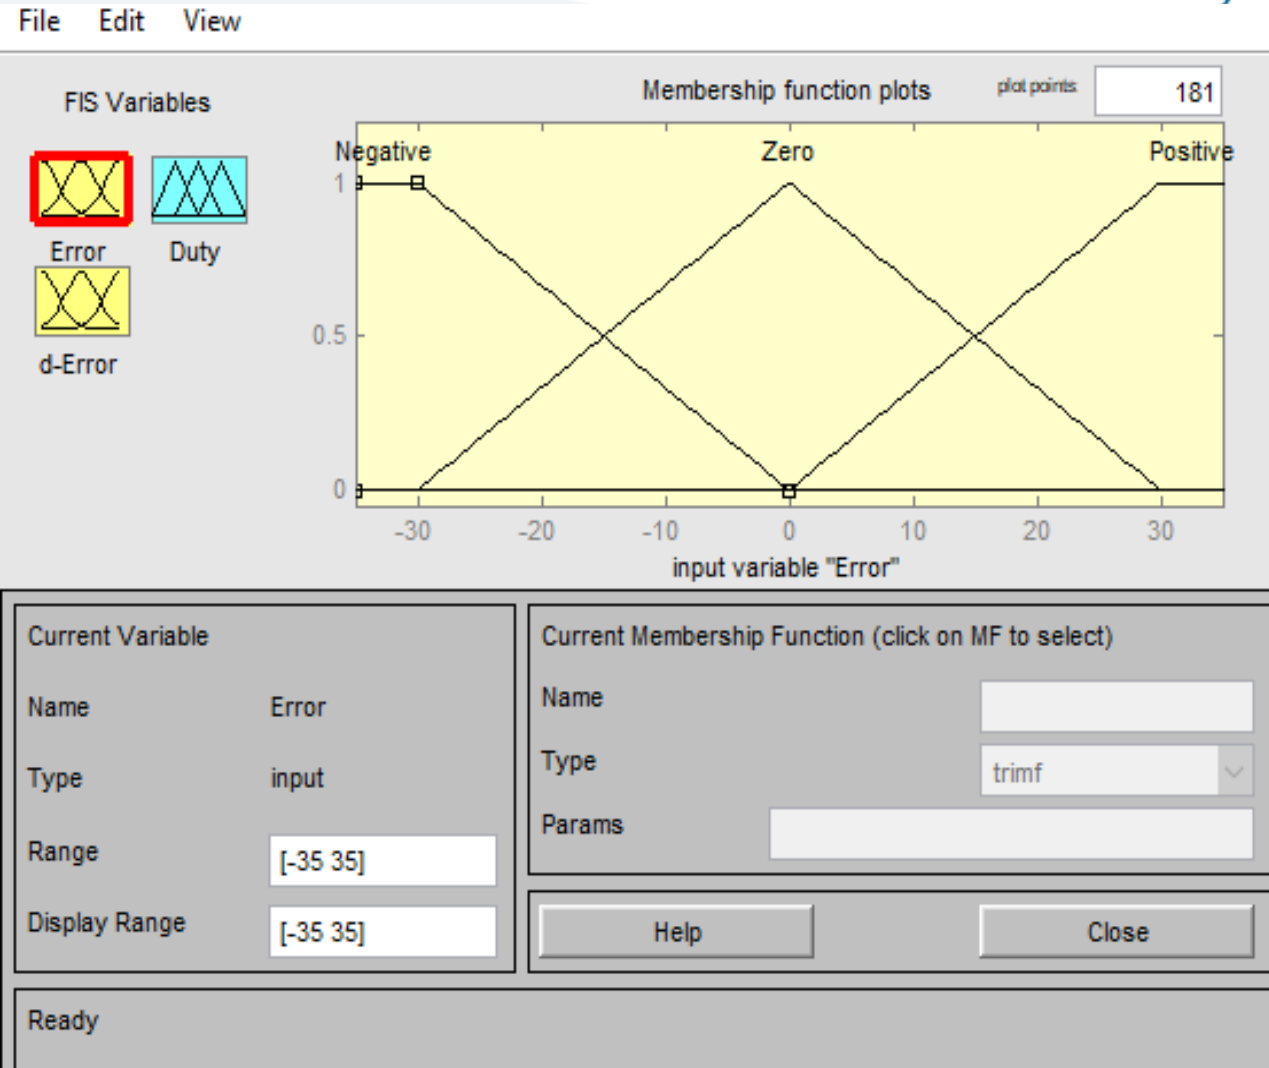 File Edit View
FIS Variables
Membership function plots
plot points:
181
Error
Duty
d-Error
Negative
Zero
Positive
1
0.5
0
-30 -20 -10 0 10 20 30
input variable "Error"
Current Variable
Name Error
Type input
Range [-35 35]
Display Range [-35 35]
Current Membership Function (click on MF to select)
Name
Type trimf
Params
Help
Close
Ready